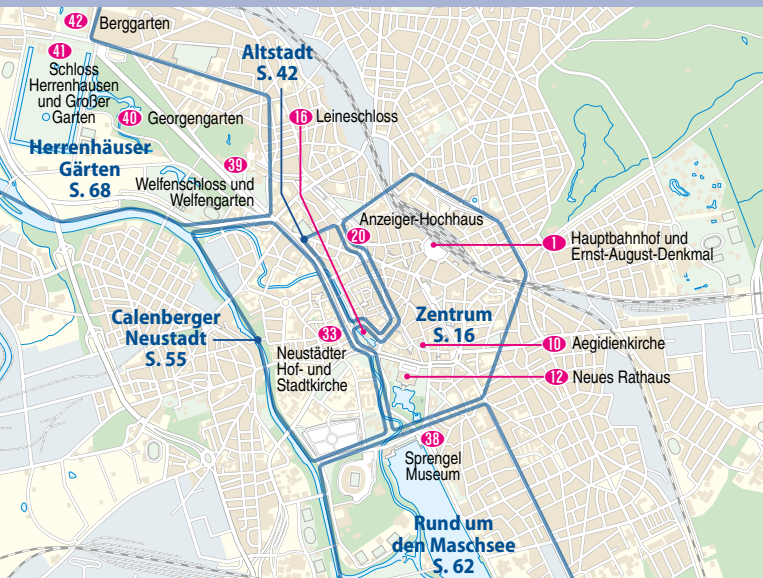 42 Berggarten
41
Schloss
Herrenhausen
und Großer
Garten
40 Georgengarten
Herrenhäuser
Gärten
S. 68
39
Welfenschloss und
Welfengarten
Altstadt
S. 42
16 Leineschloss
Anzeiger-Hochhaus
20
1 Hauptbahnhof und
Ernst-August-Denkmal
Calenberger
Neustadt
S. 55
33
Neustädter
Hof- und
Stadtkirche
Zentrum
S. 16
10 Aegidienkirche
12 Neues Rathaus
38
Sprengel
Museum
Rund um
den Maschsee
S. 62